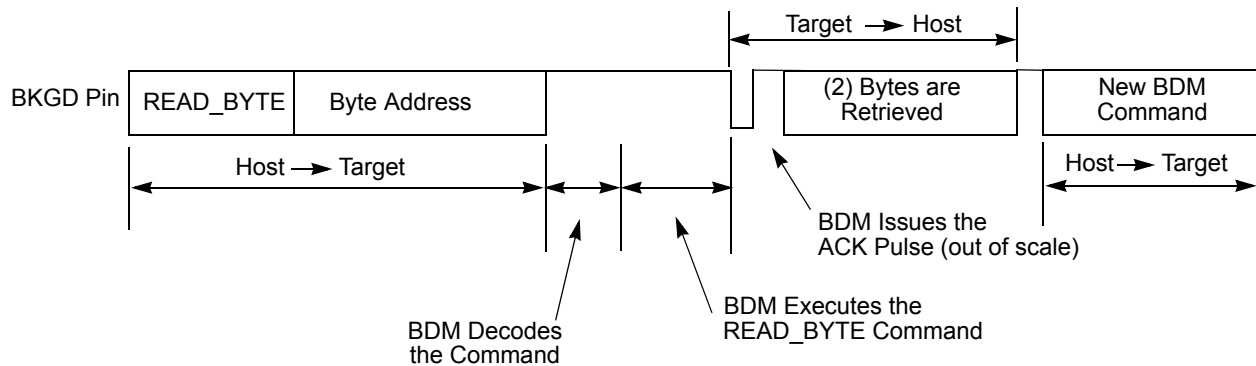 Target → Host
BKGD Pin
READ_BYTE
Byte Address
(2) Bytes are
Retrieved
New BDM
Command
Host → Target
Host → Target
BDM Issues the
ACK Pulse (out of scale)
BDM Decodes
the Command
BDM Executes the
READ_BYTE Command